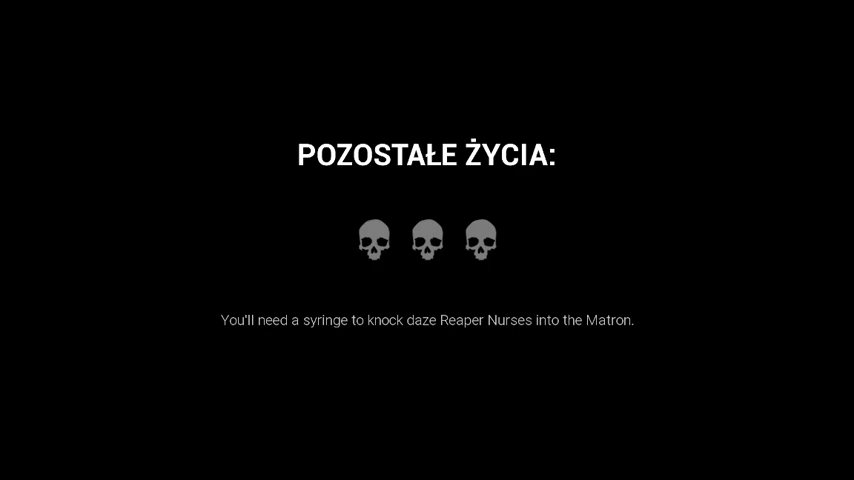 POZOSTAŁE ŻYCIA:
You'll need a syringe to knock daze Reaper Nurses into the Matron.